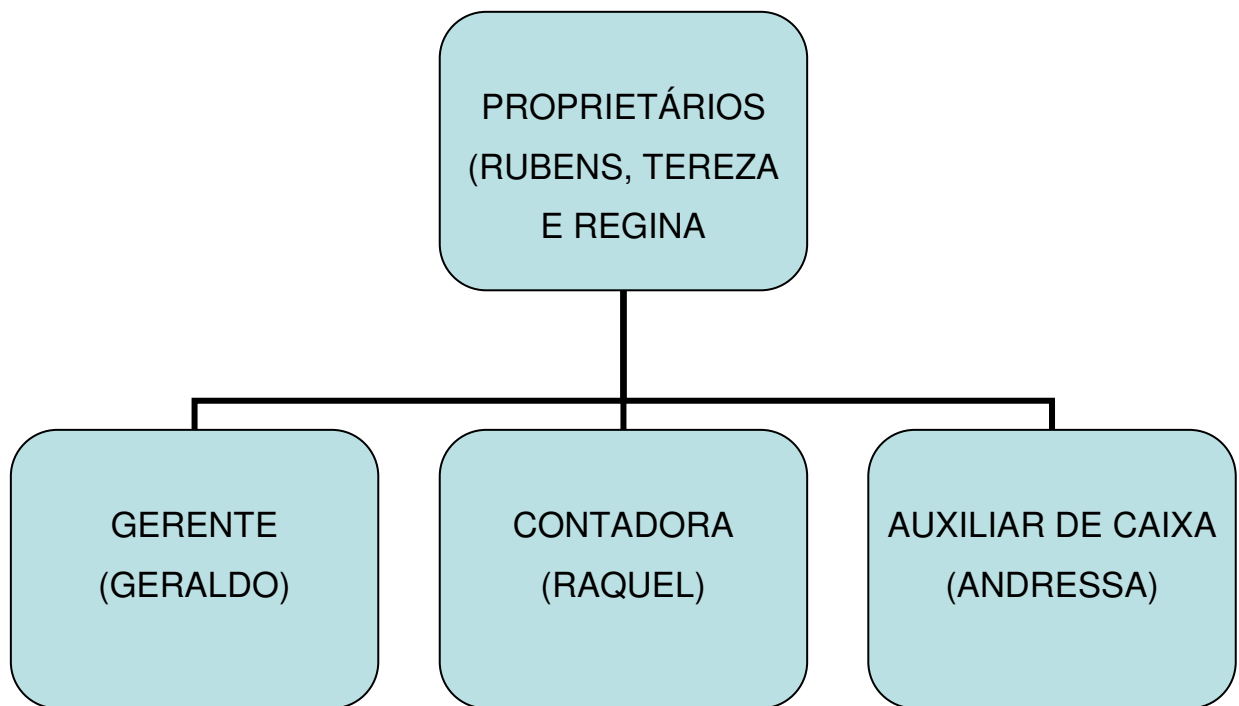 PROPRIETÁRIOS
(RUBENS, TEREZA
E REGINA
GERENTE
(GERALDO)
CONTADORA
(RAQUEL)
AUXILIAR DE CAIXA
(ANDRESSA)